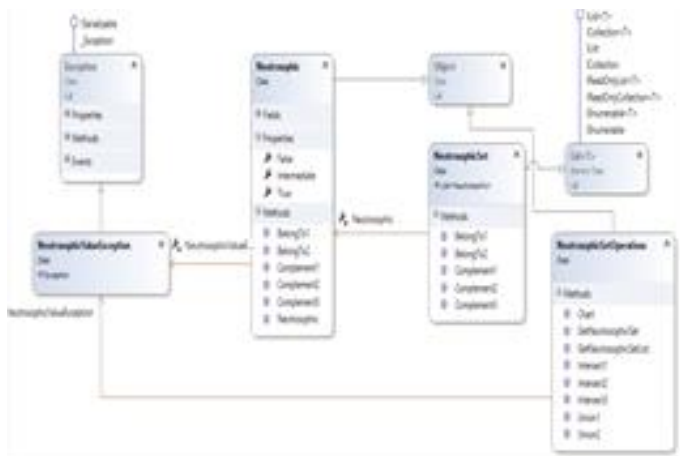 ISerializable
_Exception
Exception
Class
Properties
Methods
Events
Neutrosophic
Class
Fields
Properties
False
Intermediate
True
Methods
BelongTo1
BelongTo2
Complement1
Complement2
Complement3
Neutrosophic
Object
Class
IList<T>
ICollection<T>
IList
ICollection
IReadOnlyList<T>
IReadOnlyCollection<T>
IEnumerable<T>
IEnumerable
List<T>
Generic Class
NeutrosophicSet
Class
Methods
BelongTo1
BelongTo2
Complement1
Complement2
Complement3
Neutrosophic
NeutrosophicValueException
Class
Exception
NeutrosophicValueException
NeutrosophicSetOperations
Class
Methods
Chart
GetNeutrosophicSet
GetNeutrosophicSetList
Intersect1
Intersect2
Intersect3
Union1
Union2